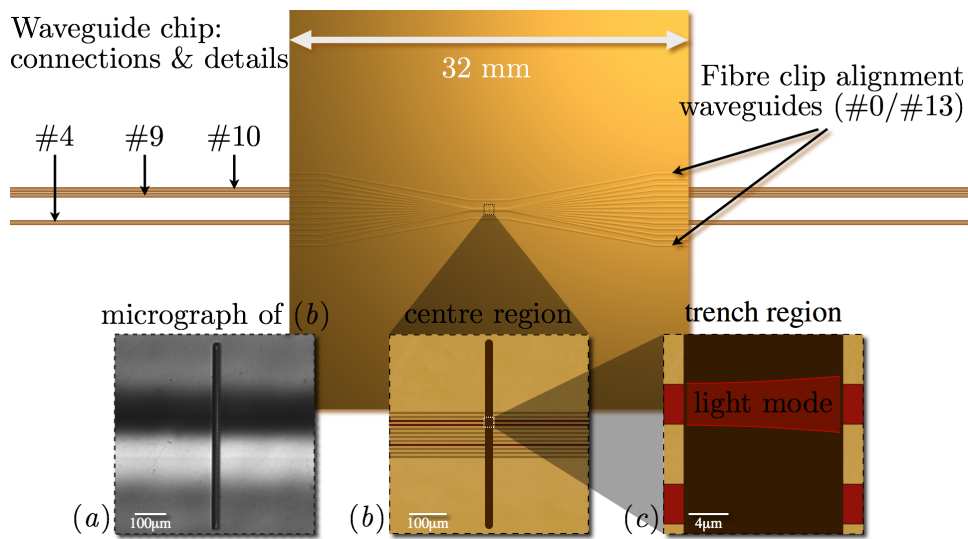 Waveguide chip:
connections & details
32 mm
Fibre clip alignment
waveguides (#0/#13)
#4
#9
#10
micrograph of (b)
centre region
trench region
light mode
(a)
100μm
(b)
100μm
(c)
4μm